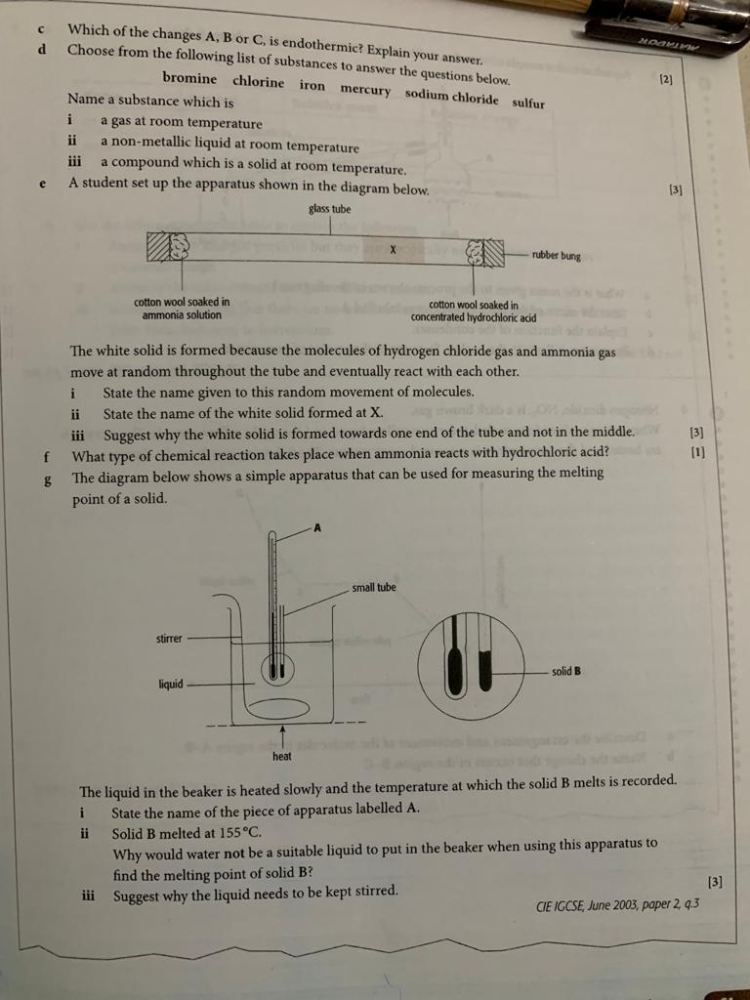 MATADOR
c Which of the changes A, B or C, is endothermic? Explain your answer.
[2]
d Choose from the following list of substances to answer the questions below.
bromine chlorine iron mercury sodium chloride sulfur
Name a substance which is
i a gas at room temperature
ii a non-metallic liquid at room temperature
iii a compound which is a solid at room temperature.
[3]
e A student set up the apparatus shown in the diagram below.
glass tube
X
rubber bung
cotton wool soaked in
ammonia solution
cotton wool soaked in
concentrated hydrochloric acid
The white solid is formed because the molecules of hydrogen chloride gas and ammonia gas
move at random throughout the tube and eventually react with each other.
i State the name given to this random movement of molecules.
ii State the name of the white solid formed at X.
iii Suggest why the white solid is formed towards one end of the tube and not in the middle. [3]
f What type of chemical reaction takes place when ammonia reacts with hydrochloric acid? [1]
g The diagram below shows a simple apparatus that can be used for measuring the melting
point of a solid.
A
small tube
stirrer
liquid
solid B
heat
The liquid in the beaker is heated slowly and the temperature at which the solid B melts is recorded.
i State the name of the piece of apparatus labelled A.
ii Solid B melted at 155 °C.
Why would water not be a suitable liquid to put in the beaker when using this apparatus to
find the melting point of solid B?
iii Suggest why the liquid needs to be kept stirred.
[3]
CIE IGCSE, June 2003, paper 2, q.3